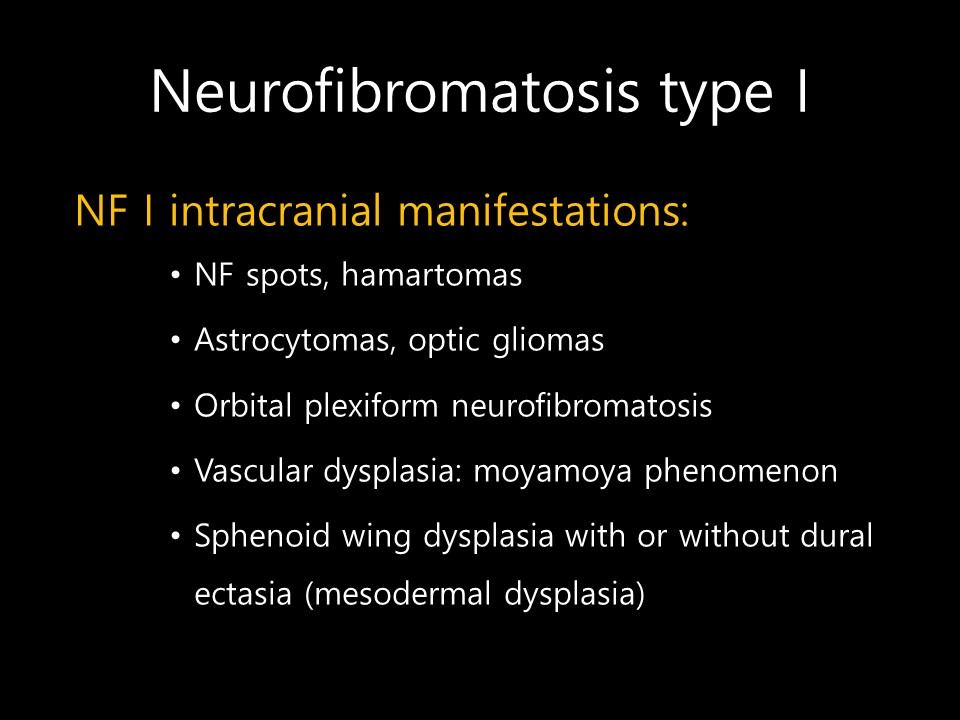 Neurofibromatosis type I
NF I intracranial manifestations:
• NF spots, hamartomas
• Astrocytomas, optic gliomas
• Orbital plexiform neurofibromatosis
• Vascular dysplasia: moyamoya phenomenon
• Sphenoid wing dysplasia with or without dural
ectasia (mesodermal dysplasia)